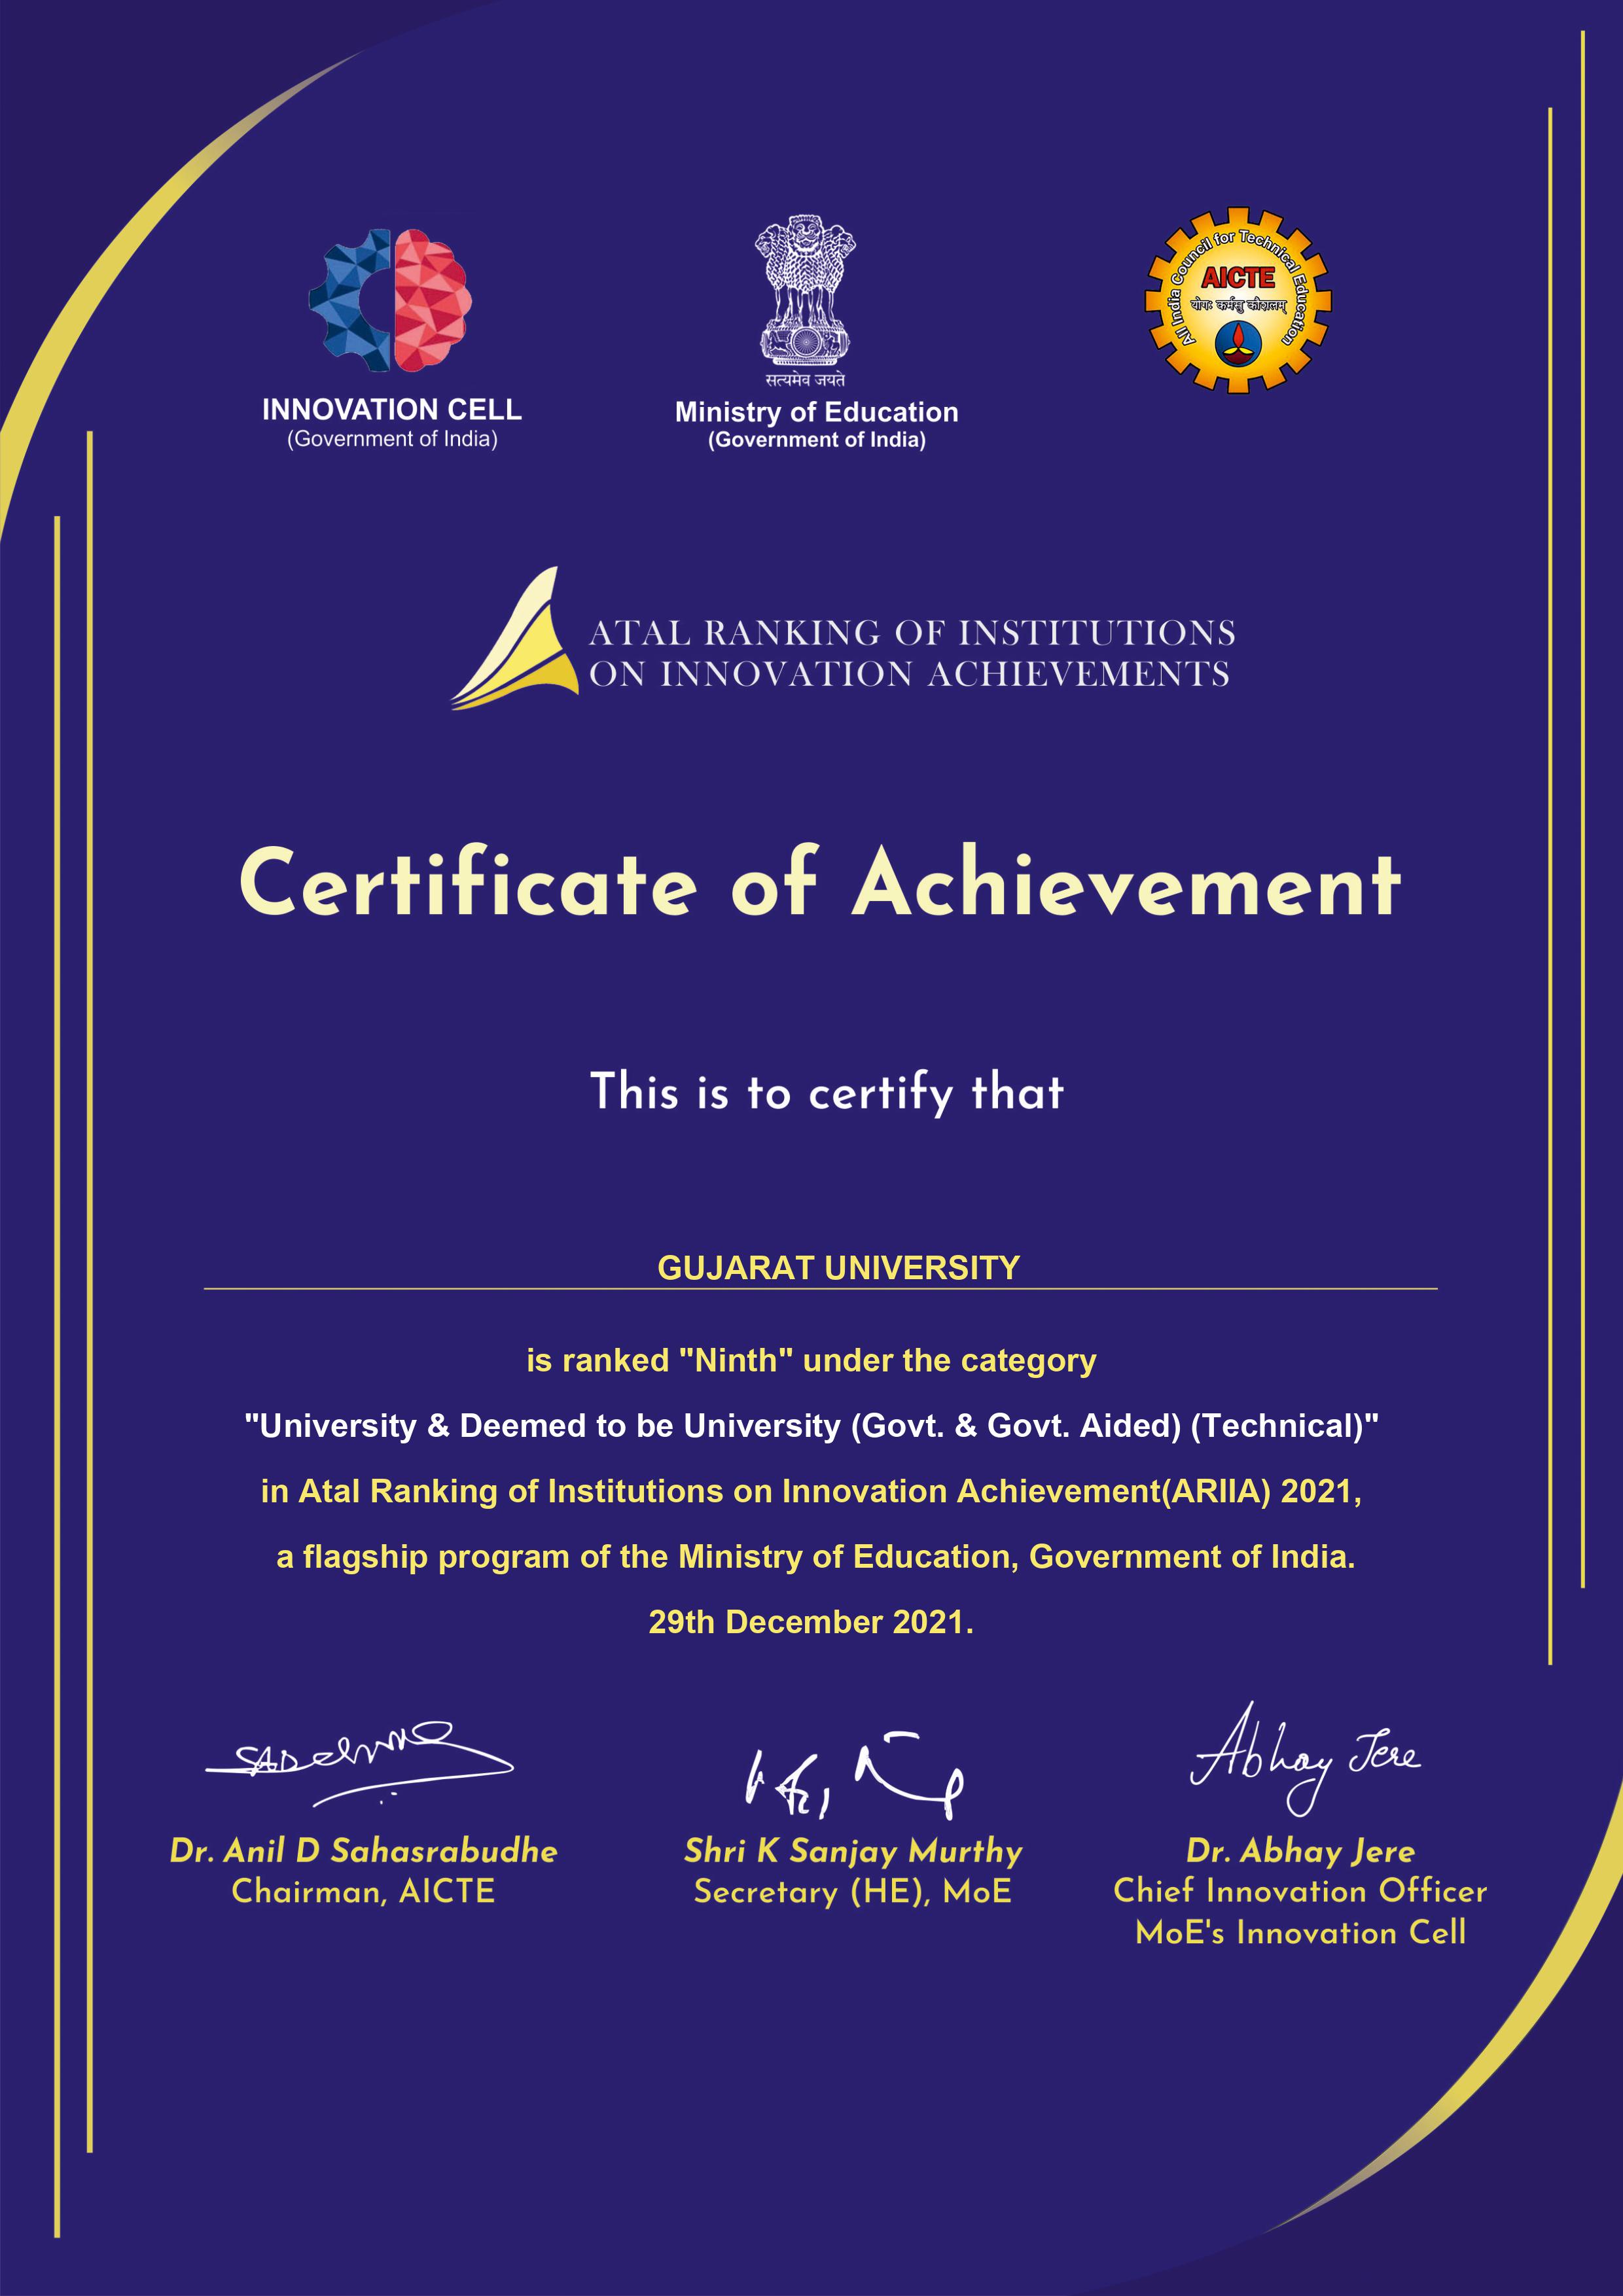 INNOVATION CELL
(Government of India)
सत्यमेव जयते
Ministry of Education
(Government of India)
All India Council for Technical Education
AICTE
योगः कर्मसु कौशलम्
ATAL RANKING OF INSTITUTIONS
ON INNOVATION ACHIEVEMENTS
Certificate of Achievement
This is to certify that
GUJARAT UNIVERSITY
is ranked "Ninth" under the category
"University & Deemed to be University (Govt. & Govt. Aided) (Technical)"
in Atal Ranking of Institutions on Innovation Achievement(ARIIA) 2021,
a flagship program of the Ministry of Education, Government of India.
29th December 2021.
Abhay Jere
Dr. Anil D Sahasrabudhe
Chairman, AICTE
Shri K Sanjay Murthy
Secretary (HE), MoE
Dr. Abhay Jere
Chief Innovation Officer
MoE's Innovation Cell